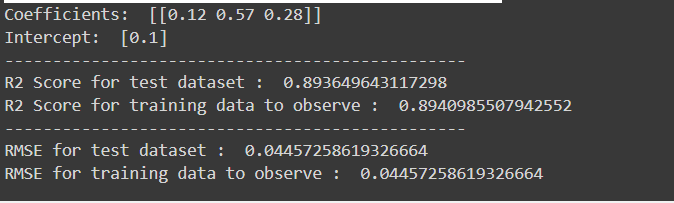 Coefficients:  [[0.12 0.57 0.28]]
Intercept:  [0.1]
-------------------------------------------------
R2 Score for test dataset :  0.893649643117298
R2 Score for training data to observe :  0.8940985507942552
-------------------------------------------------
RMSE for test dataset :  0.04457258619326664
RMSE for training data to observe :  0.04457258619326664